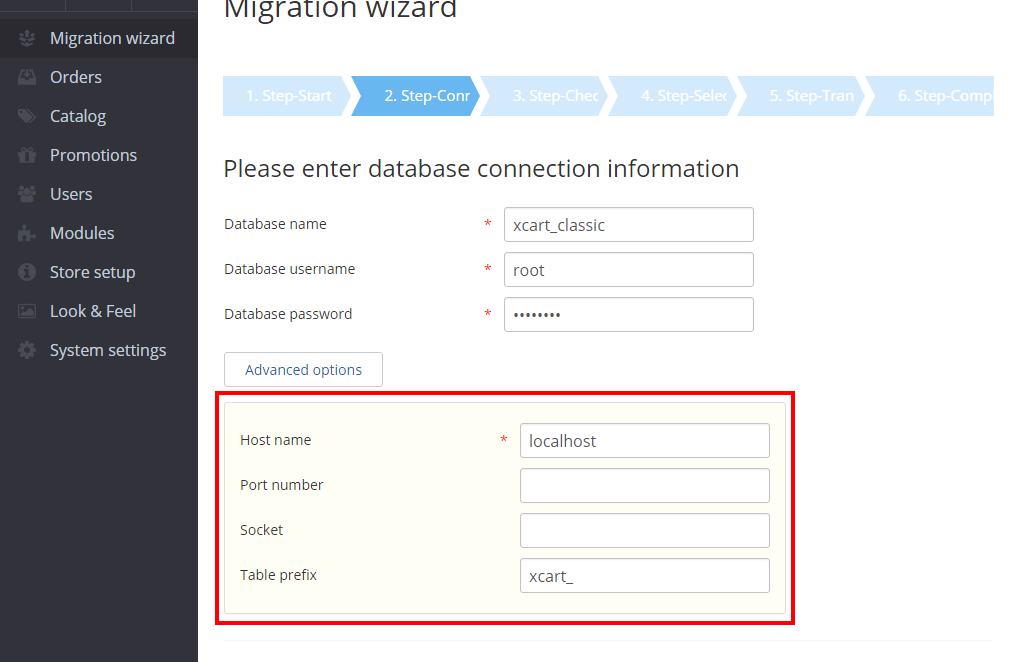 Migration wizard
Migration wizard
Orders
Catalog
Promotions
Users
Modules
Store setup
Look & Feel
System settings
1. Step-Start
2. Step-Conr
3. Step-Chec
4. Step-Selec
5. Step-Tran
6. Step-Comp
Please enter database connection information
Database name * xcart_classic
Database username * root
Database password * ••••••••
Advanced options
Host name * localhost
Port number
Socket
Table prefix xcart_